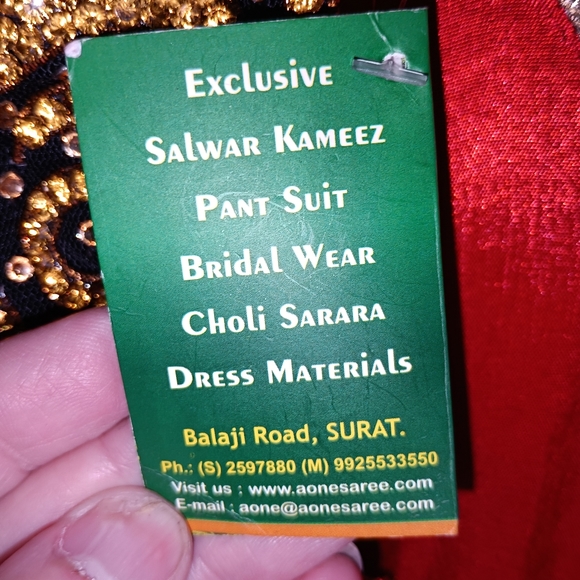 Exclusive
Salwar Kameez
Pant Suit
Bridal Wear
Choli Sarara
Dress Materials
Balaji Road, SURAT.
Ph.: (S) 2597880 (M) 9925533550
Visit us : www.aonesaree.com
E-mail : aone@aonesaree.com